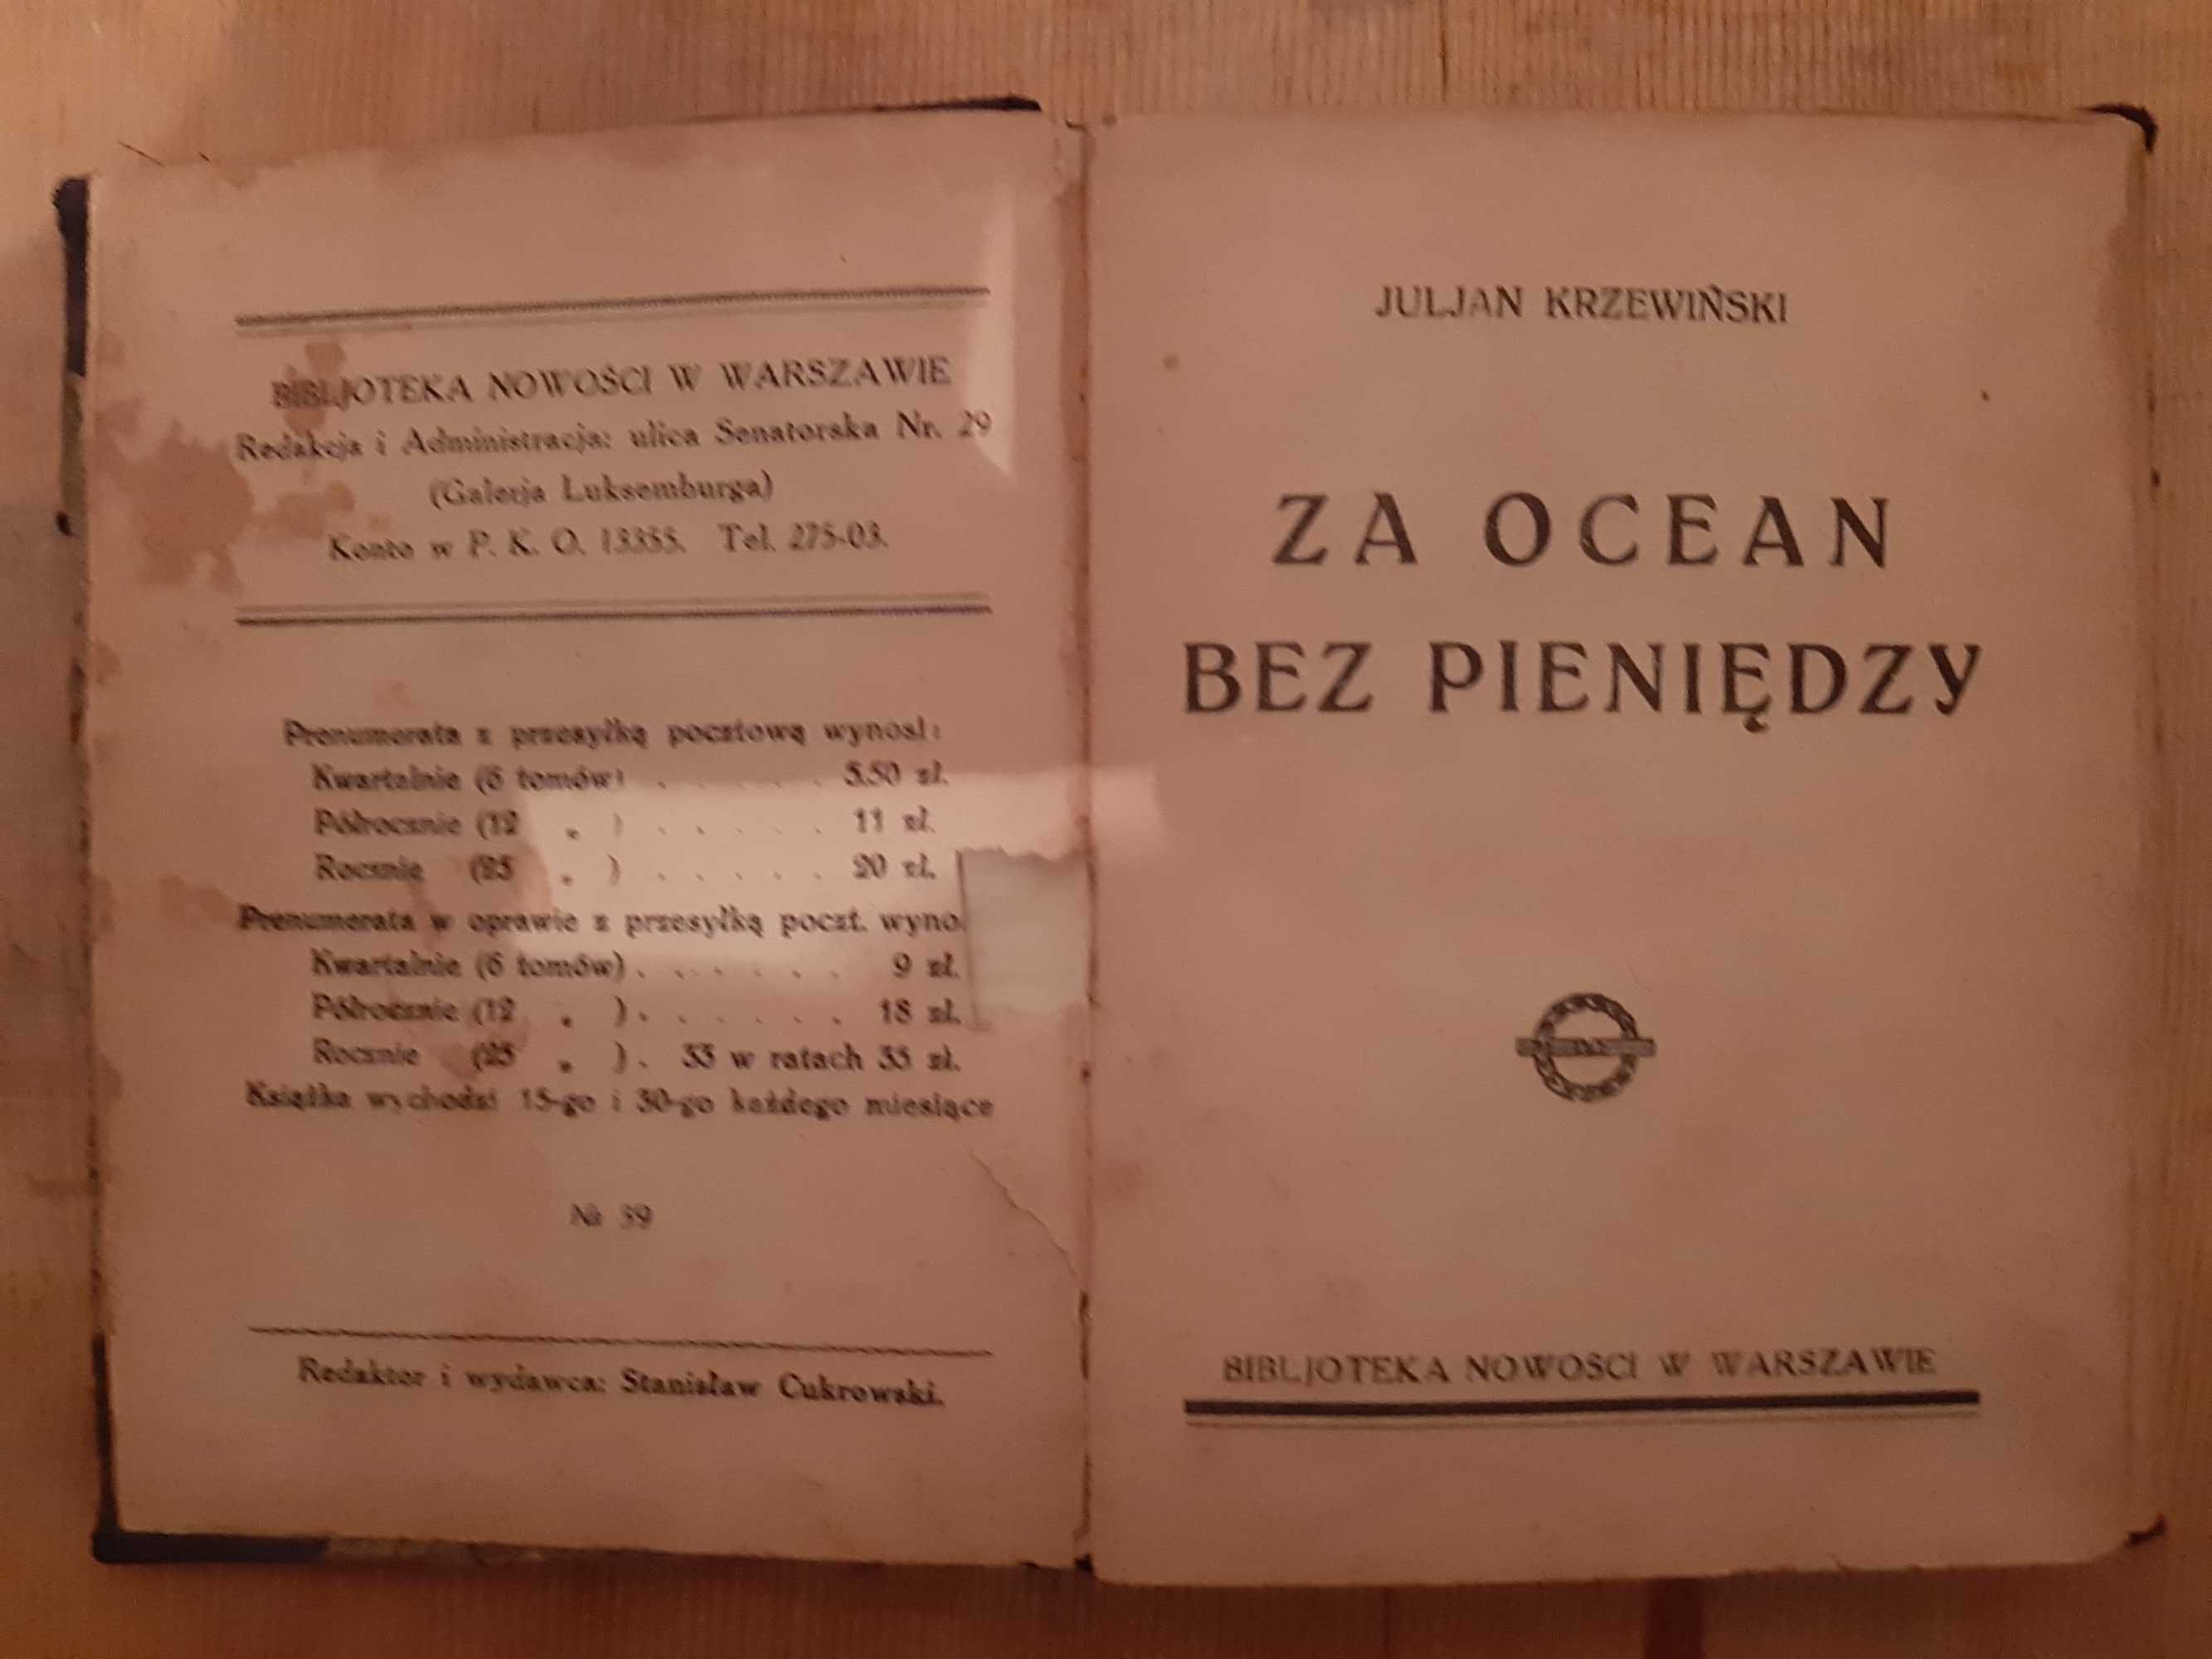 BIBLJOTEKA NOWOŚCI W WARSZAWIE
Redakcja i Administracja: ulica Senatorska Nr. 29
(Galerja Luksemburga)
Konto w P. K. O. 13355. Tel. 275-03.
Prenumerata z przesyłką pocztową wynosi:
Kwartalnie (6 tomów) . . . . . 5.50 zł.
Półrocznie (12 „ ) . . . . . 11 zł.
Rocznie (25 „ ) . . . . . 20 zł.
Prenumerata w oprawie z przesyłką poczt. wyno
Kwartalnie (6 tomów) . . . . . . 9 zł.
Półrocznie (12 „ ) . . . . . . 18 zł.
Rocznie (25 „ ) . 33 w ratach 35 zł.
Książka wychodzi 15-go i 30-go każdego miesiąca
№ 39
Redaktor i wydawca: Stanisław Cukrowski.
JULJAN KRZEWIŃSKI
ZA OCEAN
BEZ PIENIĘDZY
BIBLJOTEKA NOWOŚCI W WARSZAWIE